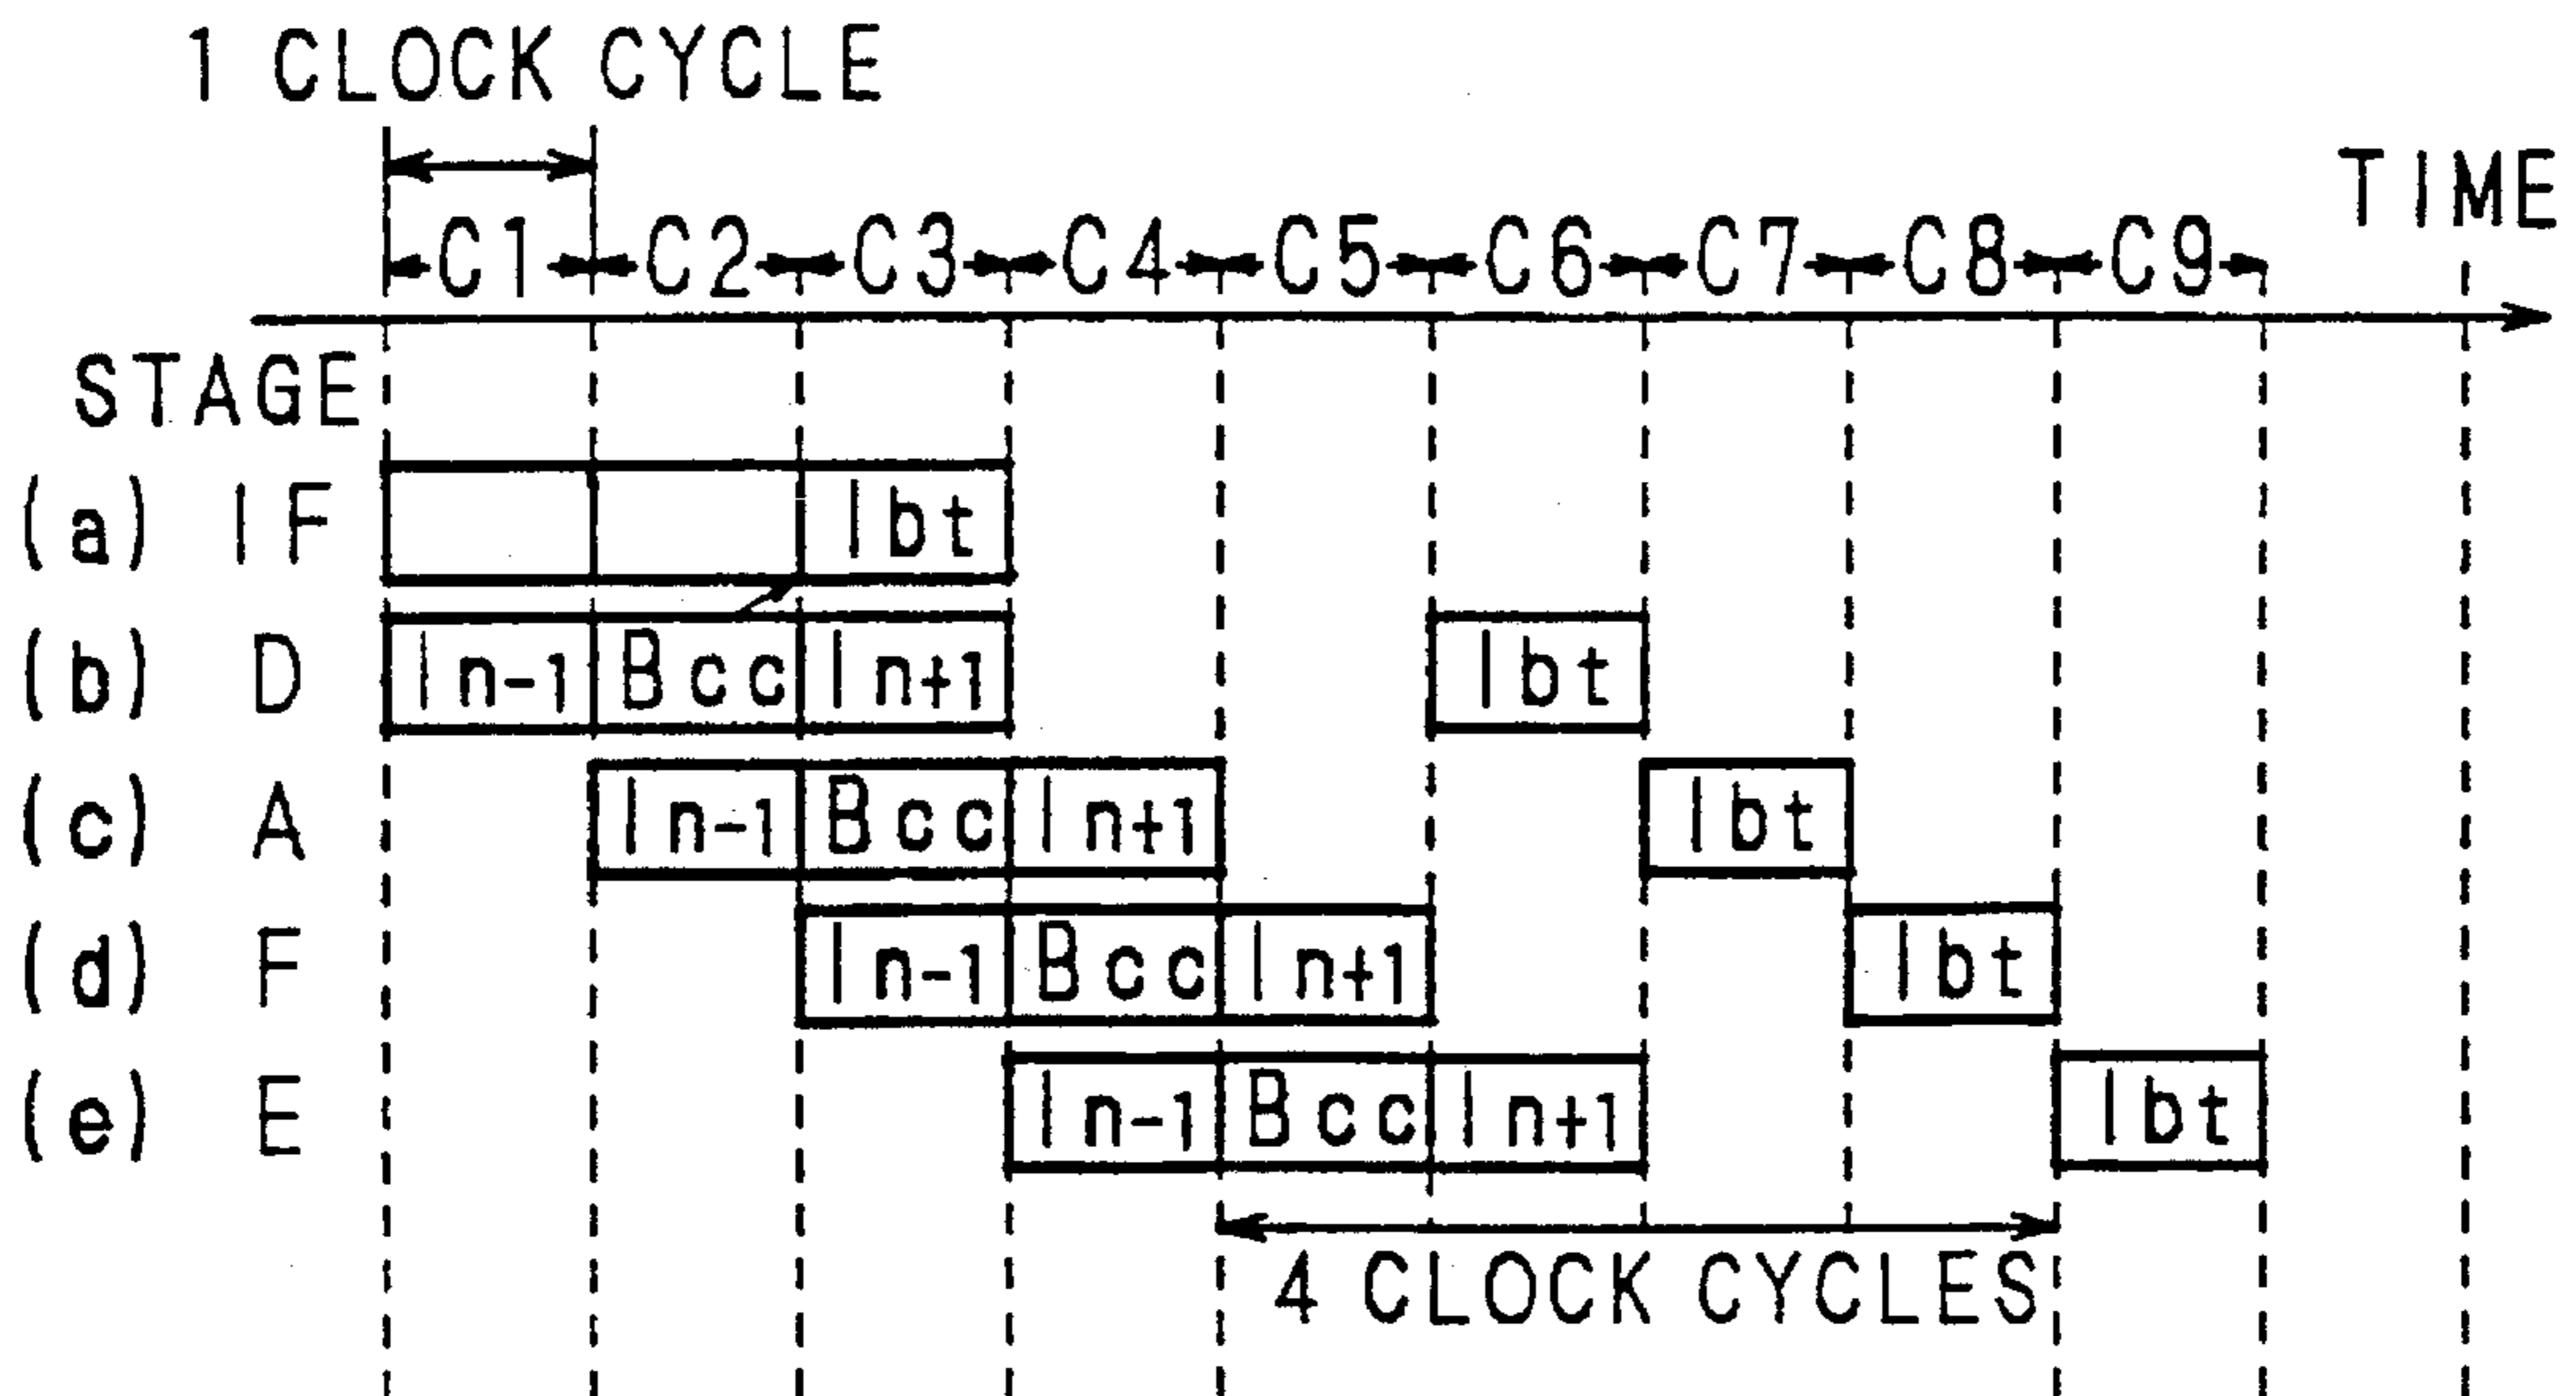 1 CLOCK CYCLE
TIME
C1 C2 C3 C4 C5 C6 C7 C8 C9
STAGE
(a) IF Ibt
(b) D In-1 Bcc In+1 Ibt
(c) A In-1 Bcc In+1 Ibt
(d) F In-1 Bcc In+1 Ibt
(e) E In-1 Bcc In+1 Ibt
4 CLOCK CYCLES